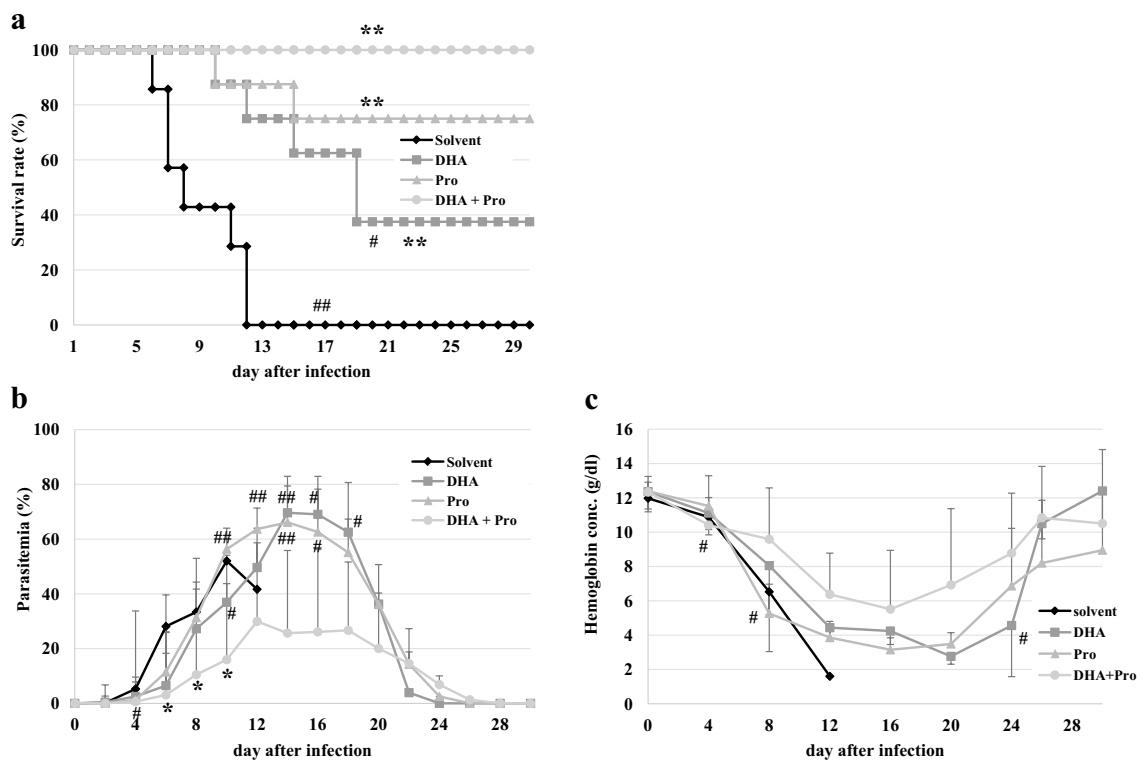 a
**
100
80
60
40
20
0
Survival rate (%)
**
Solvent
DHA
Pro
DHA + Pro
# **
##
1 5 9 13 17 21 25 29
day after infection
b
100
80
60
40
20
0
Parasitemia (%)
Solvent
DHA
Pro
DHA + Pro
## ## #
## #
## #
#
# * * *
0 4 8 12 16 20 24 28
day after infection
c
16
14
12
10
8
6
4
2
0
Hemoglobin conc. (g/dl)
#
#
#
solvent
DHA
Pro
DHA+Pro
0 4 8 12 16 20 24 28
day after infection